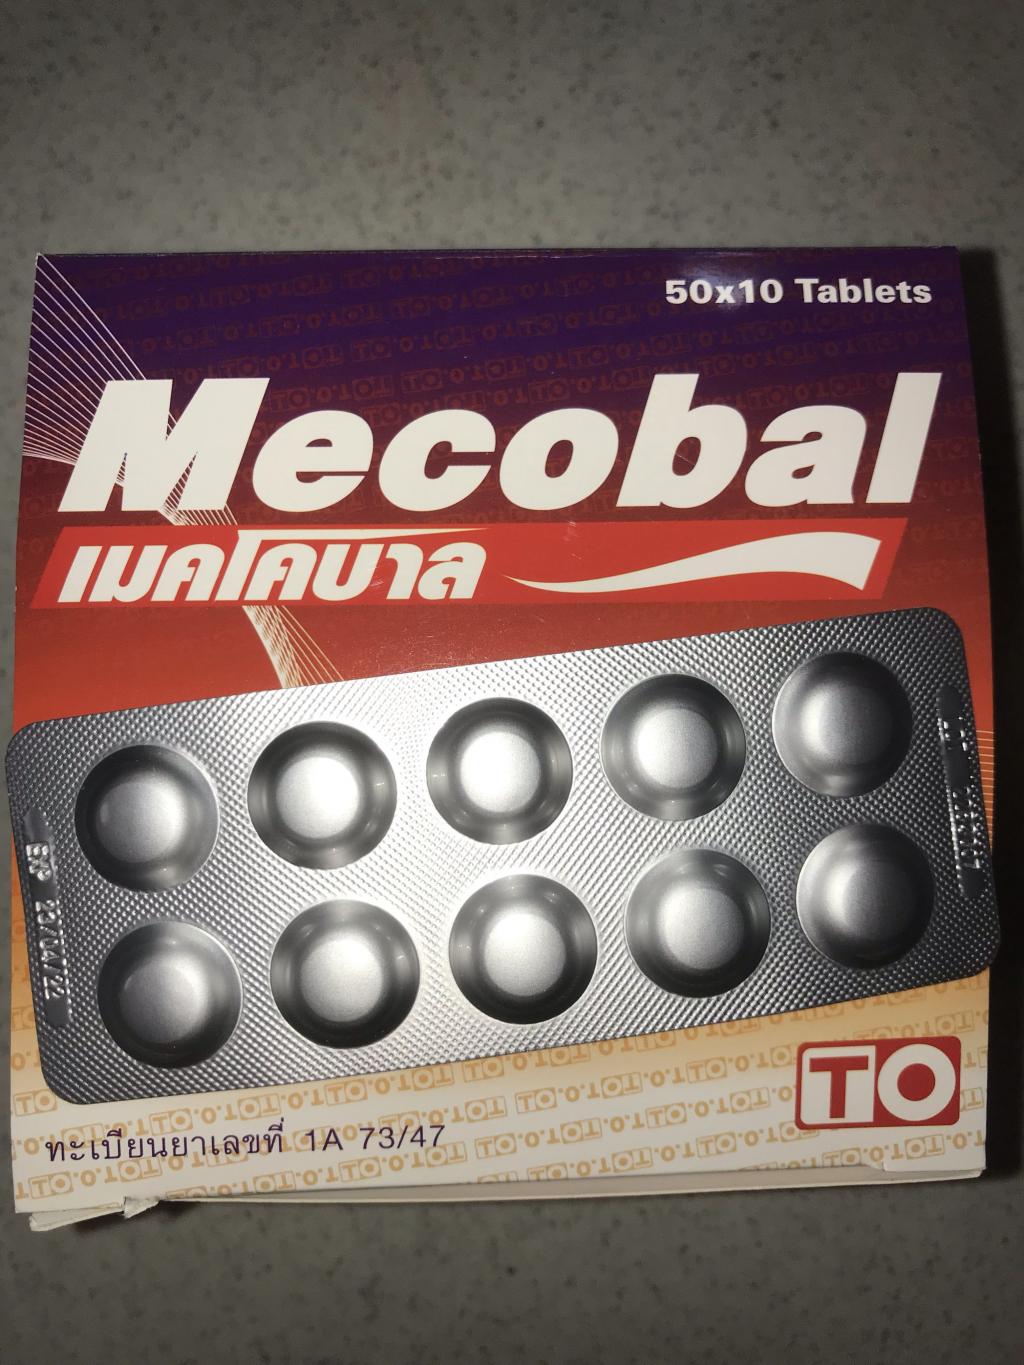 50x10 Tablets
Mecobal
เมคโคบาล
EXP
TO
ทะเบียนยาเลขที่ 1A 73/47